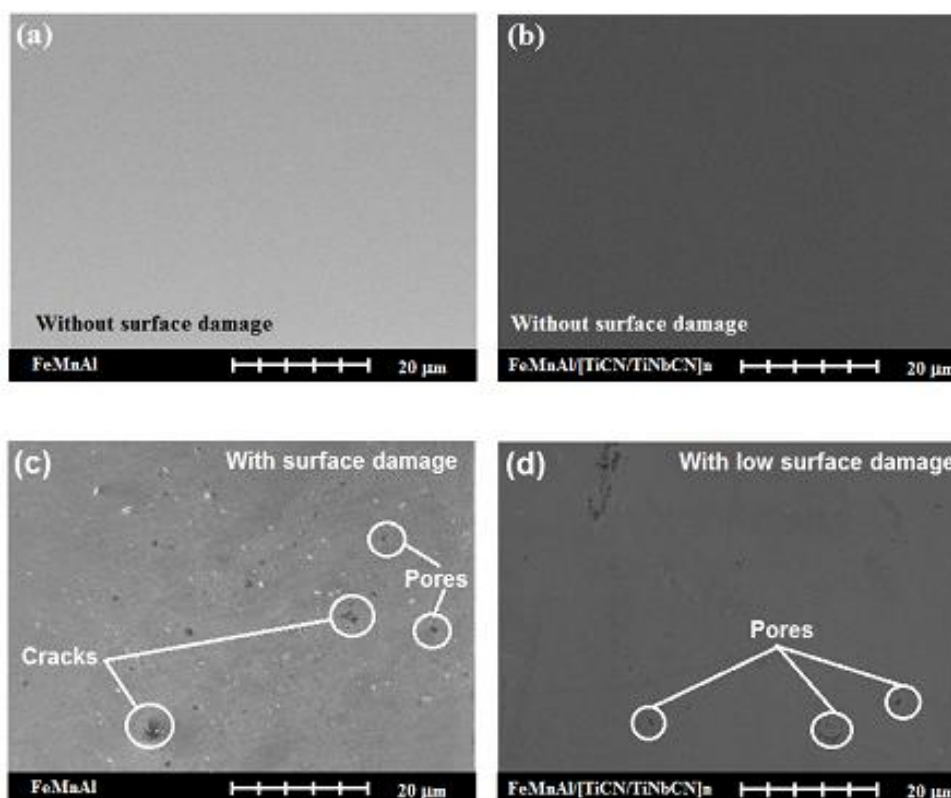 (a)
Without surface damage
FeMnAl 20 μm
(b)
Without surface damage
FeMnAl/[TiCN/TiNbCN]n 20 μm
(c)
With surface damage
Pores
Cracks
FeMnAl 20 μm
(d)
With low surface damage
Pores
FeMnAl/[TiCN/TiNbCN]n 20 μm